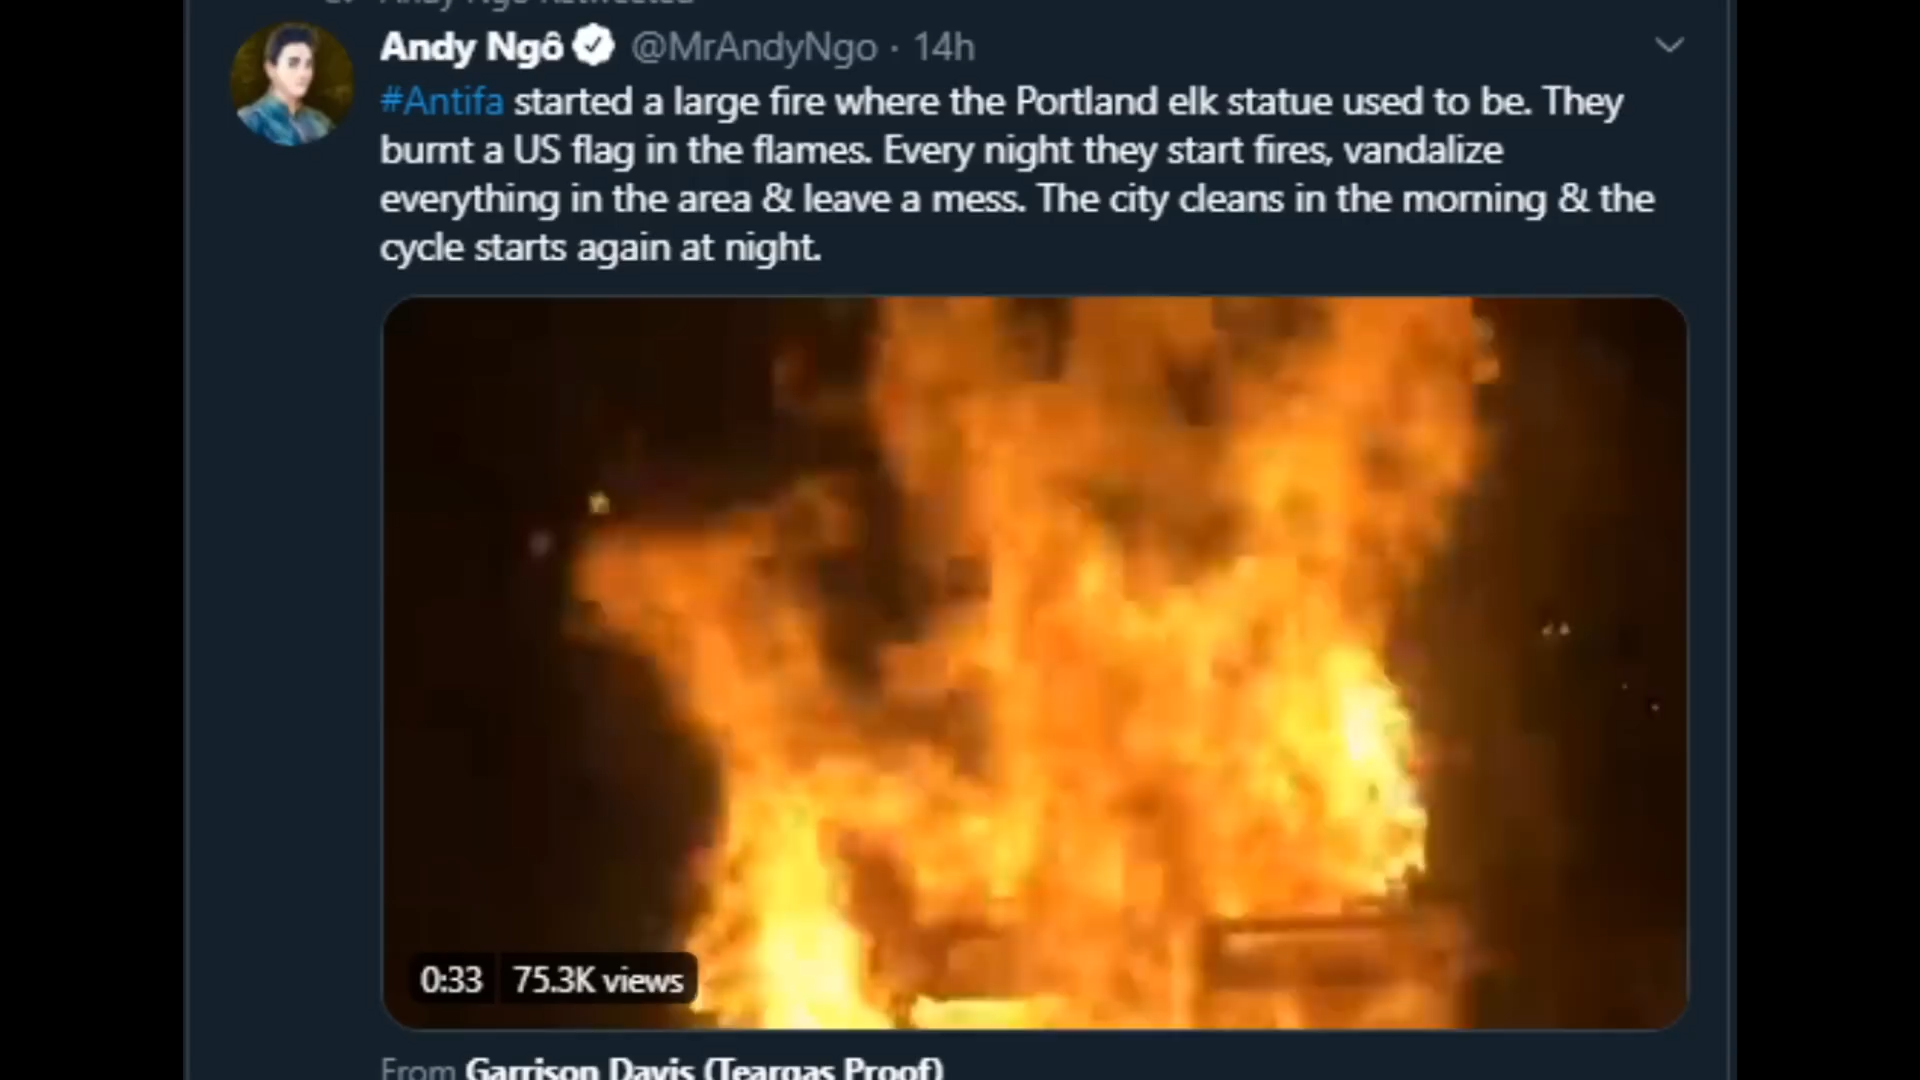 Andy Ngo Retweeted
Andy Ngô @MrAndyNgo · 14h
#Antifa started a large fire where the Portland elk statue used to be. They
burnt a US flag in the flames. Every night they start fires, vandalize
everything in the area & leave a mess. The city cleans in the morning & the
cycle starts again at night.
0:33 75.3K views
From Garrison Davis (Teargas Proof)